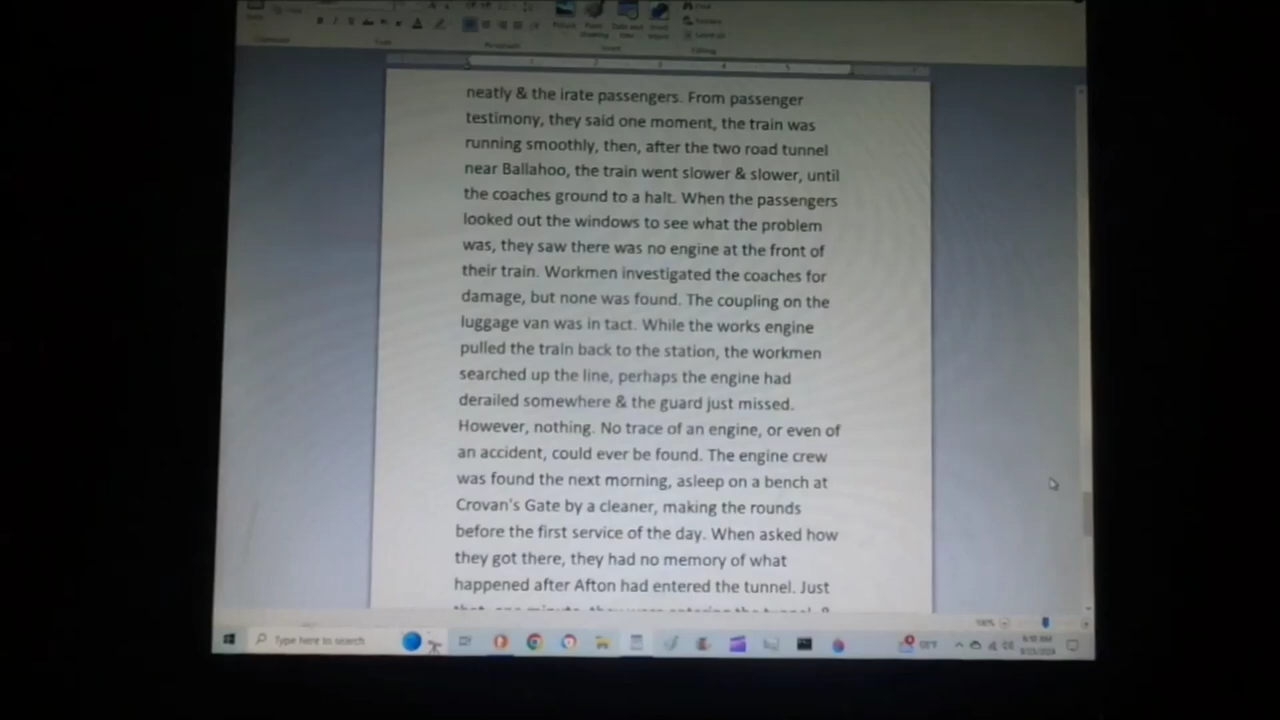 neatly & the irate passengers. From passenger
testimony, they said one moment, the train was
running smoothly, then, after the two road tunnel
near Ballahoo, the train went slower & slower, until
the coaches ground to a halt. When the passengers
looked out the windows to see what the problem
was, they saw there was no engine at the front of
their train. Workmen investigated the coaches for
damage, but none was found. The coupling on the
luggage van was in tact. While the works engine
pulled the train back to the station, the workmen
searched up the line, perhaps the engine had
derailed somewhere & the guard just missed.
However, nothing. No trace of an engine, or even of
an accident, could ever be found. The engine crew
was found the next morning, asleep on a bench at
Crovan's Gate by a cleaner, making the rounds
before the first service of the day. When asked how
they got there, they had no memory of what
happened after Afton had entered the tunnel. Just
100%
Type here to search